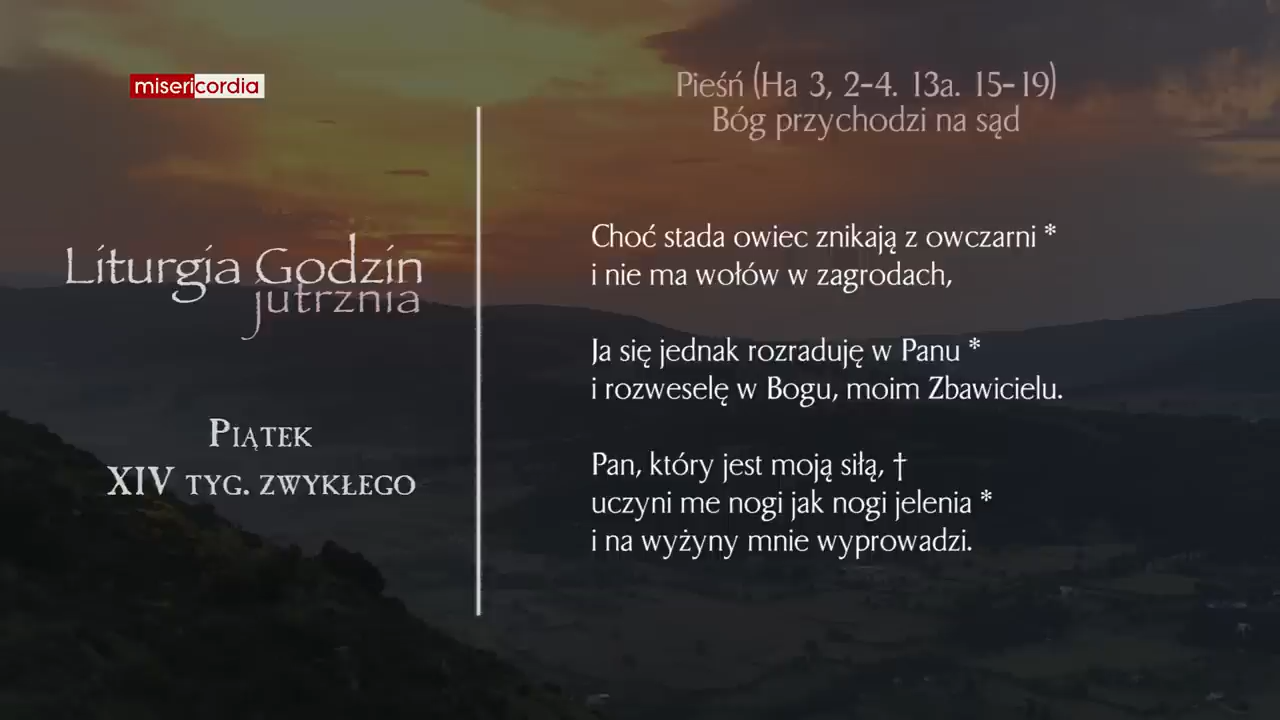 misericordia
Liturgia Godzin
jutrznia
Piątek
XIV tyg. zwykłego
Pieśń (Ha 3, 2-4. 13a. 15-19)
Bóg przychodzi na sąd
Choć stada owiec znikają z owczarni *
i nie ma wołów w zagrodach,
Ja się jednak rozraduję w Panu *
i rozweselę w Bogu, moim Zbawicielu.
Pan, który jest moją siłą, †
uczyni me nogi jak nogi jelenia *
i na wyżyny mnie wyprowadzi.